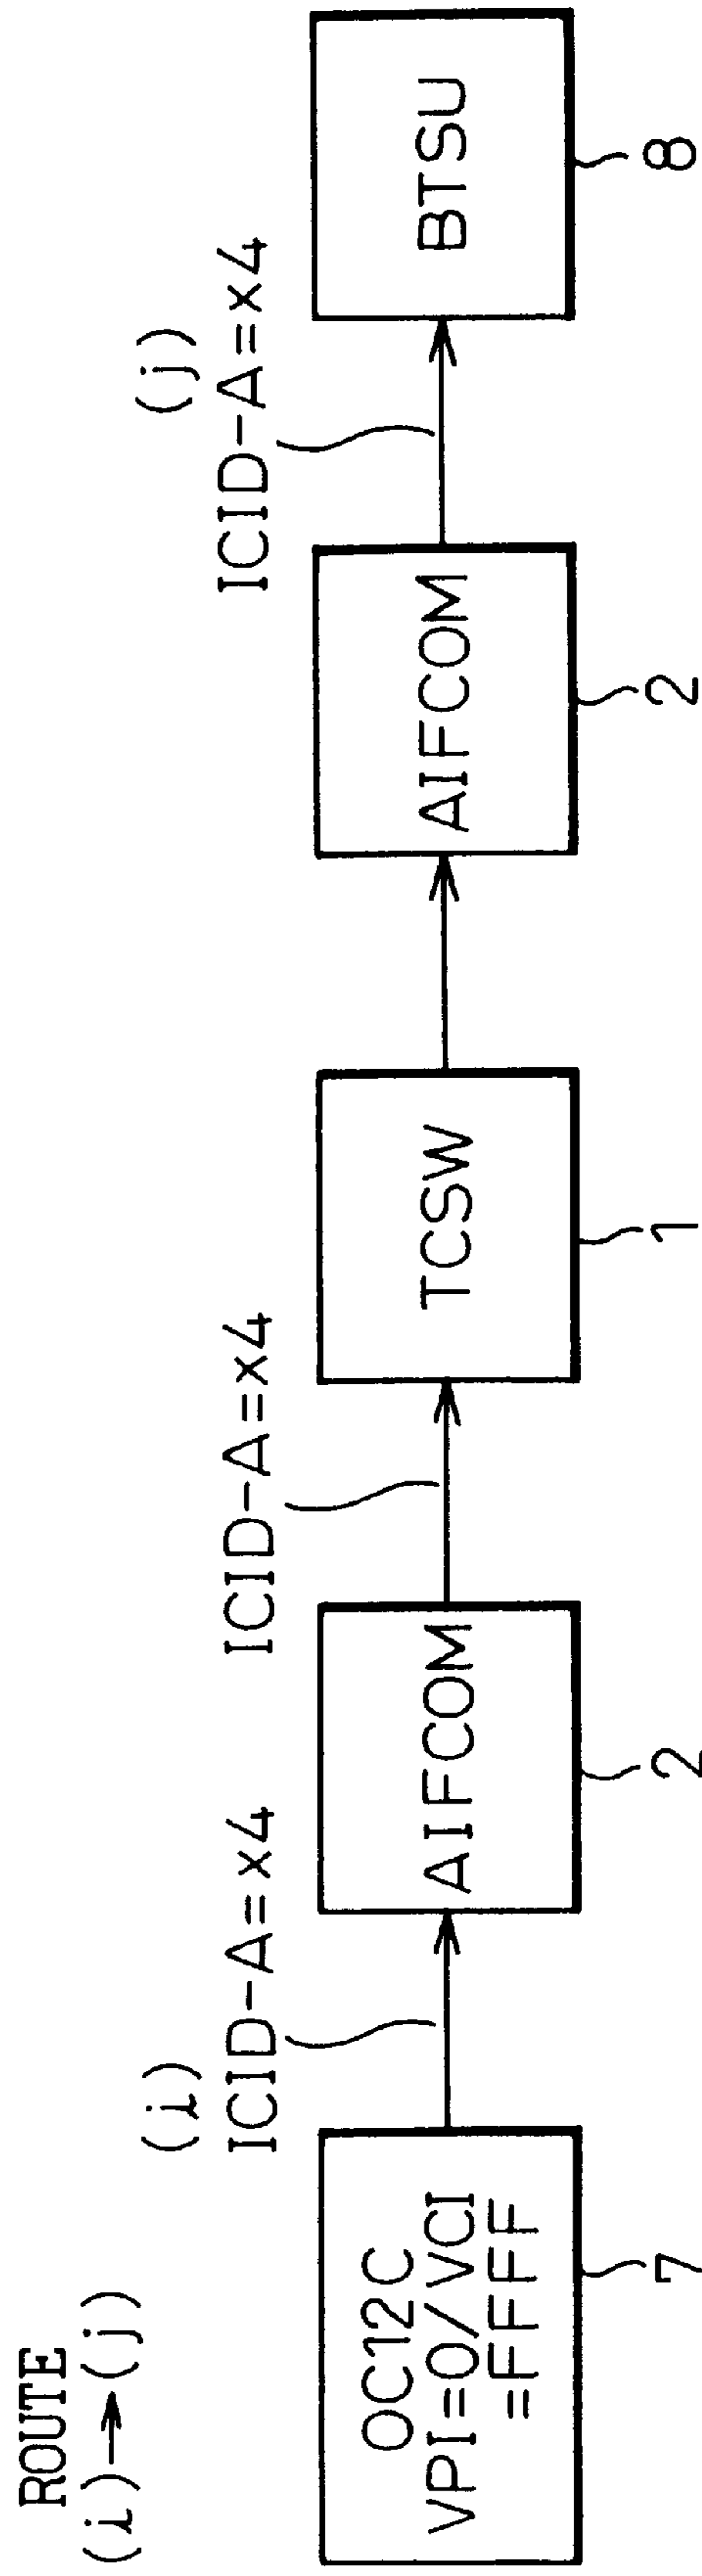 ROUTE
(i)→(j)
(i)
ICID-A=x4
ICID-A=x4
(j)
ICID-A=x4
OC12C
VPI=0/VCI
=FFFF
AIFCOM
TCSW
AIFCOM
BTSU
7
2
1
2
8